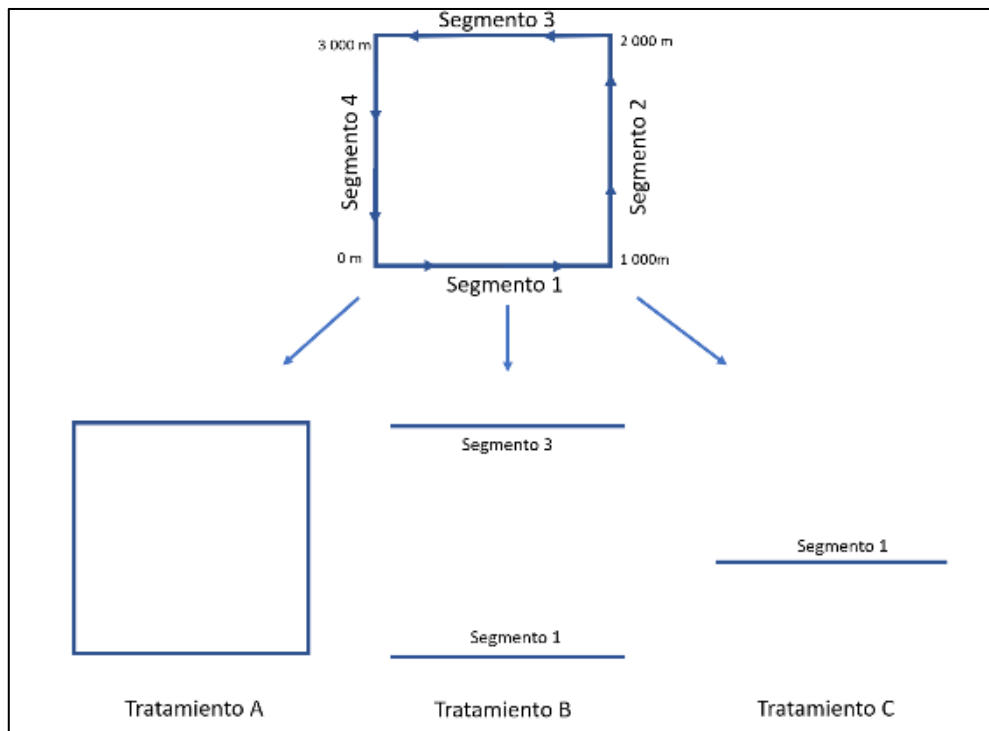 Segmento 3
3 000 m
2 000 m
Segmento 4
Segmento 2
0 m
1 000m
Segmento 1
Segmento 3
Segmento 1
Segmento 1
Tratamiento A
Tratamiento B
Tratamiento C